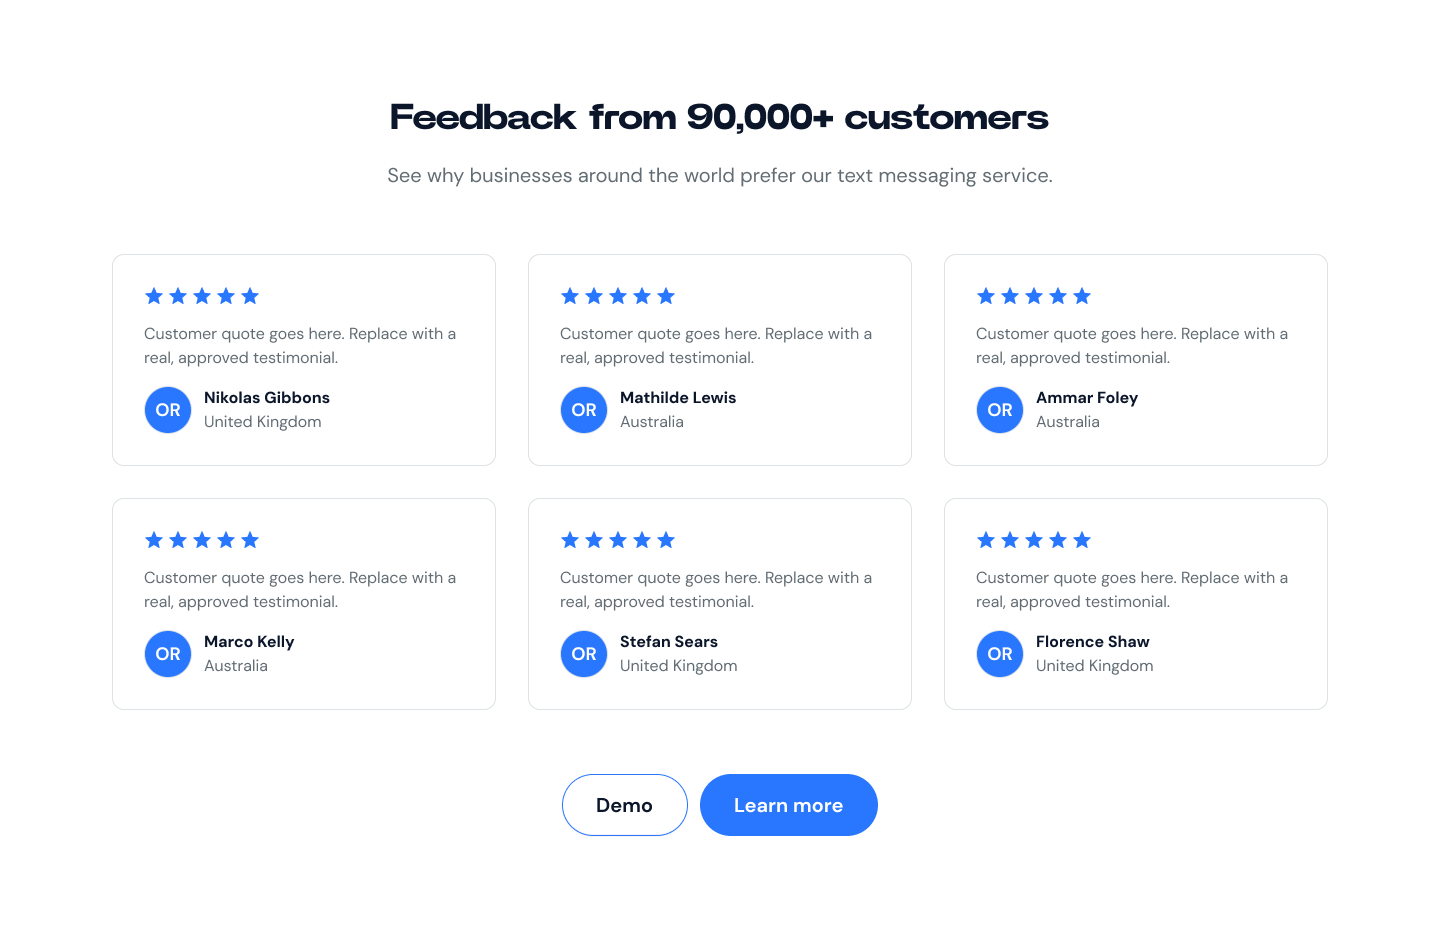 Feedback from 90,000+ customers
See why businesses around the world prefer our text messaging service.
Customer quote goes here. Replace with a
real, approved testimonial.
OR
Nikolas Gibbons
United Kingdom
Customer quote goes here. Replace with a
real, approved testimonial.
OR
Mathilde Lewis
Australia
Customer quote goes here. Replace with a
real, approved testimonial.
OR
Ammar Foley
Australia
Customer quote goes here. Replace with a
real, approved testimonial.
OR
Marco Kelly
Australia
Customer quote goes here. Replace with a
real, approved testimonial.
OR
Stefan Sears
United Kingdom
Customer quote goes here. Replace with a
real, approved testimonial.
OR
Florence Shaw
United Kingdom
Demo
Learn more